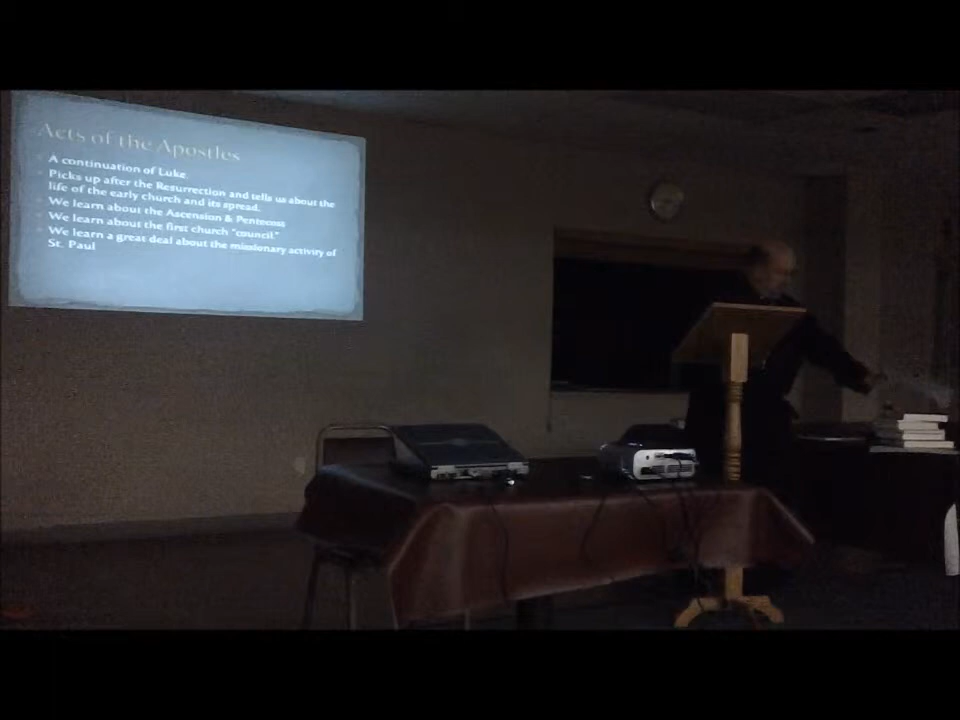 Acts of the Apostles
A continuation of Luke
Picks up after the Resurrection and tells us about the
life of the early church and its spread.
We learn about the Ascension & Pentecost
We learn about the first church "council."
We learn a great deal about the missionary activity of
St. Paul